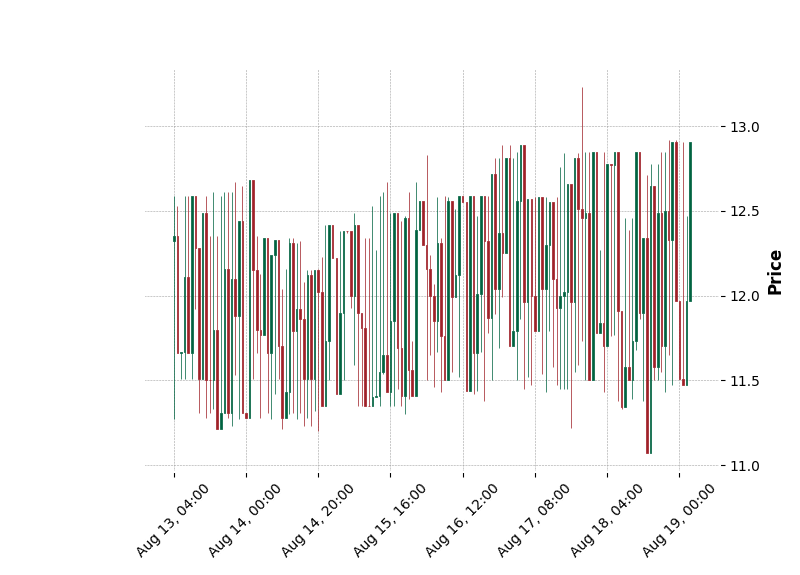 13.0
12.5
12.0
11.5
11.0
Price
Aug 13, 04:00
Aug 14, 00:00
Aug 14, 20:00
Aug 15, 16:00
Aug 16, 12:00
Aug 17, 08:00
Aug 18, 04:00
Aug 19, 00:00